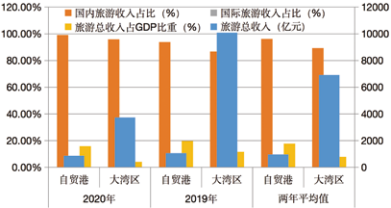 国内旅游收入占比（%） 国际旅游收入占比（%）
旅游总收入占GDP比重（%） 旅游总收入（亿元）
120.00% 12000
100.00% 10000
80.00% 8000
60.00% 6000
40.00% 4000
20.00% 2000
0.00% 0
自贸港 大湾区 自贸港 大湾区 自贸港 大湾区
2020年 2019年 两年平均值